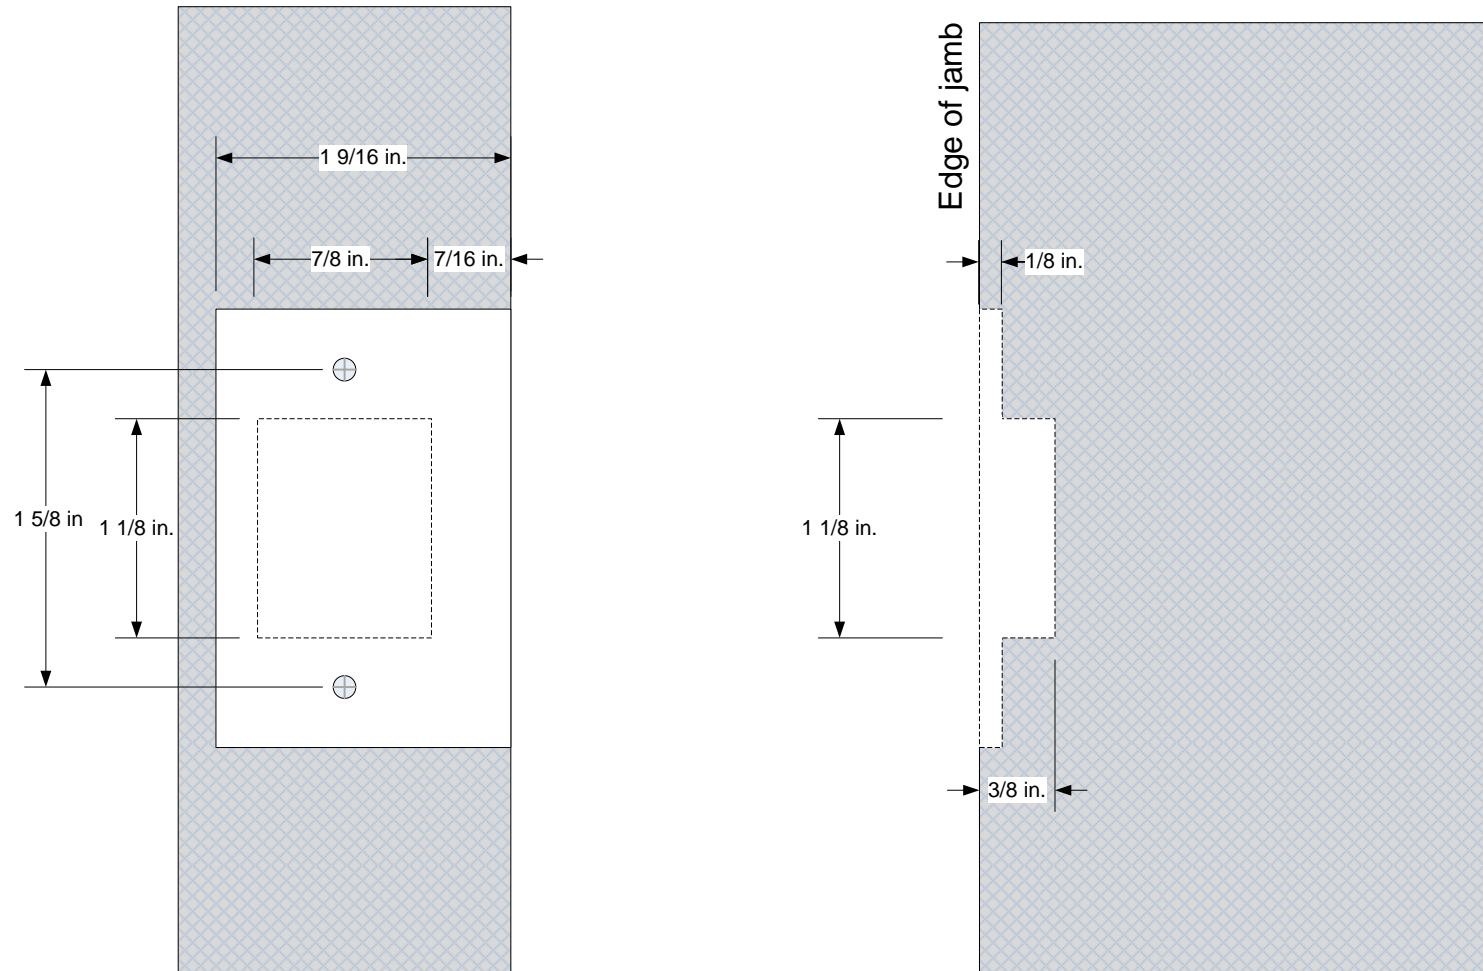 Edge of jamb
1 9/16 in.
7/8 in.
7/16 in.
1/8 in.
1 5/8 in
1 1/8 in.
1 1/8 in.
3/8 in.